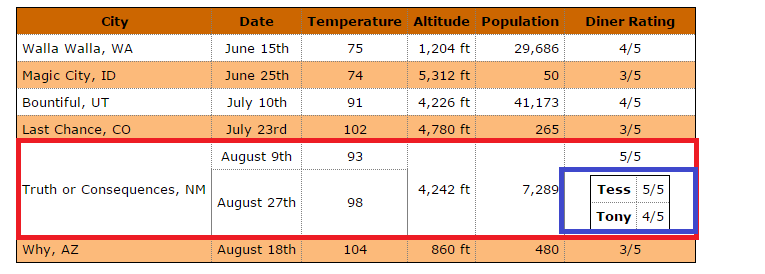 City Date Temperature Altitude Population Diner Rating
Walla Walla, WA June 15th 75 1,204 ft 29,686 4/5
Magic City, ID June 25th 74 5,312 ft 50 3/5
Bountiful, UT July 10th 91 4,226 ft 41,173 4/5
Last Chance, CO July 23rd 102 4,780 ft 265 3/5
August 9th 93 5/5
Truth or Consequences, NM 4,242 ft 7,289 Tess 5/5
August 27th 98
Tony 4/5
Why, AZ August 18th 104 860 ft 480 3/5